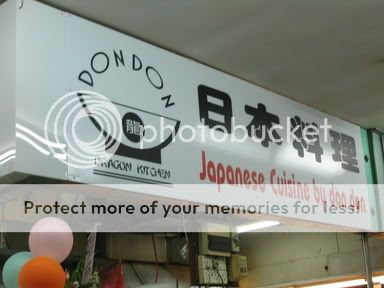 DONDON
龍
DRAGON KITCHEN
日本料理
Japanese Cuisine by don don
photobucket
Protect more of your memories for less!